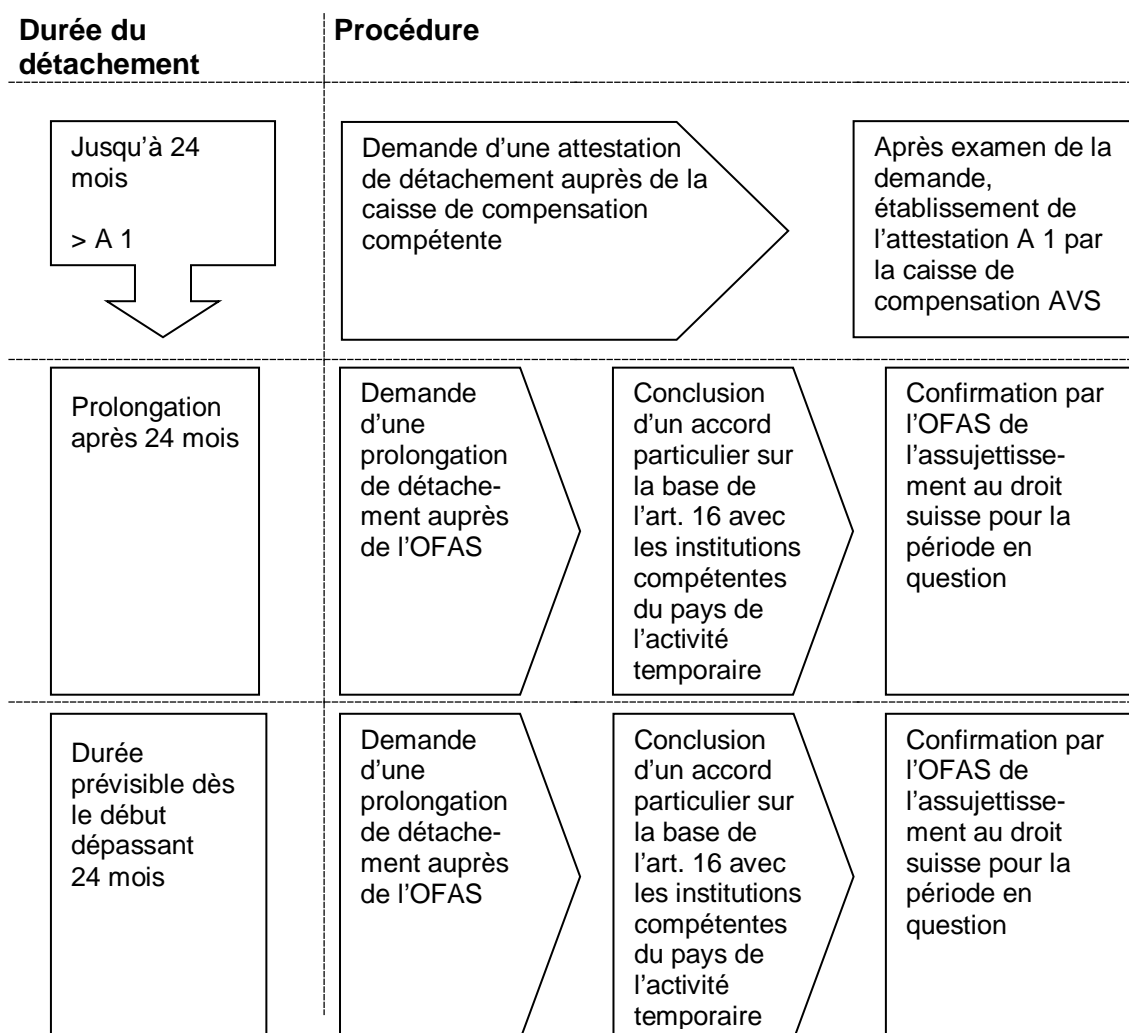 Durée du
détachement
Procédure
Jusqu'à 24
mois
> A 1
Demande d'une attestation
de détachement auprès de la
caisse de compensation
compétente
Après examen de la
demande,
établissement de
l'attestation A 1 par
la caisse de
compensation AVS
Prolongation
après 24 mois
Demande
d'une
prolongation
de détache-
ment auprès
de l'OFAS
Conclusion
d'un accord
particulier sur
la base de
l'art. 16 avec
les institutions
compétentes
du pays de
l'activité
temporaire
Confirmation par
l'OFAS de
l'assujettisse-
ment au droit
suisse pour la
période en
question
Durée
prévisible dès
le début
dépassant
24 mois
Demande
d'une
prolongation
de détache-
ment auprès
de l'OFAS
Conclusion
d'un accord
particulier sur
la base de
l'art. 16 avec
les institutions
compétentes
du pays de
l'activité
temporaire
Confirmation par
l'OFAS de
l'assujettisse-
ment au droit
suisse pour la
période en
question